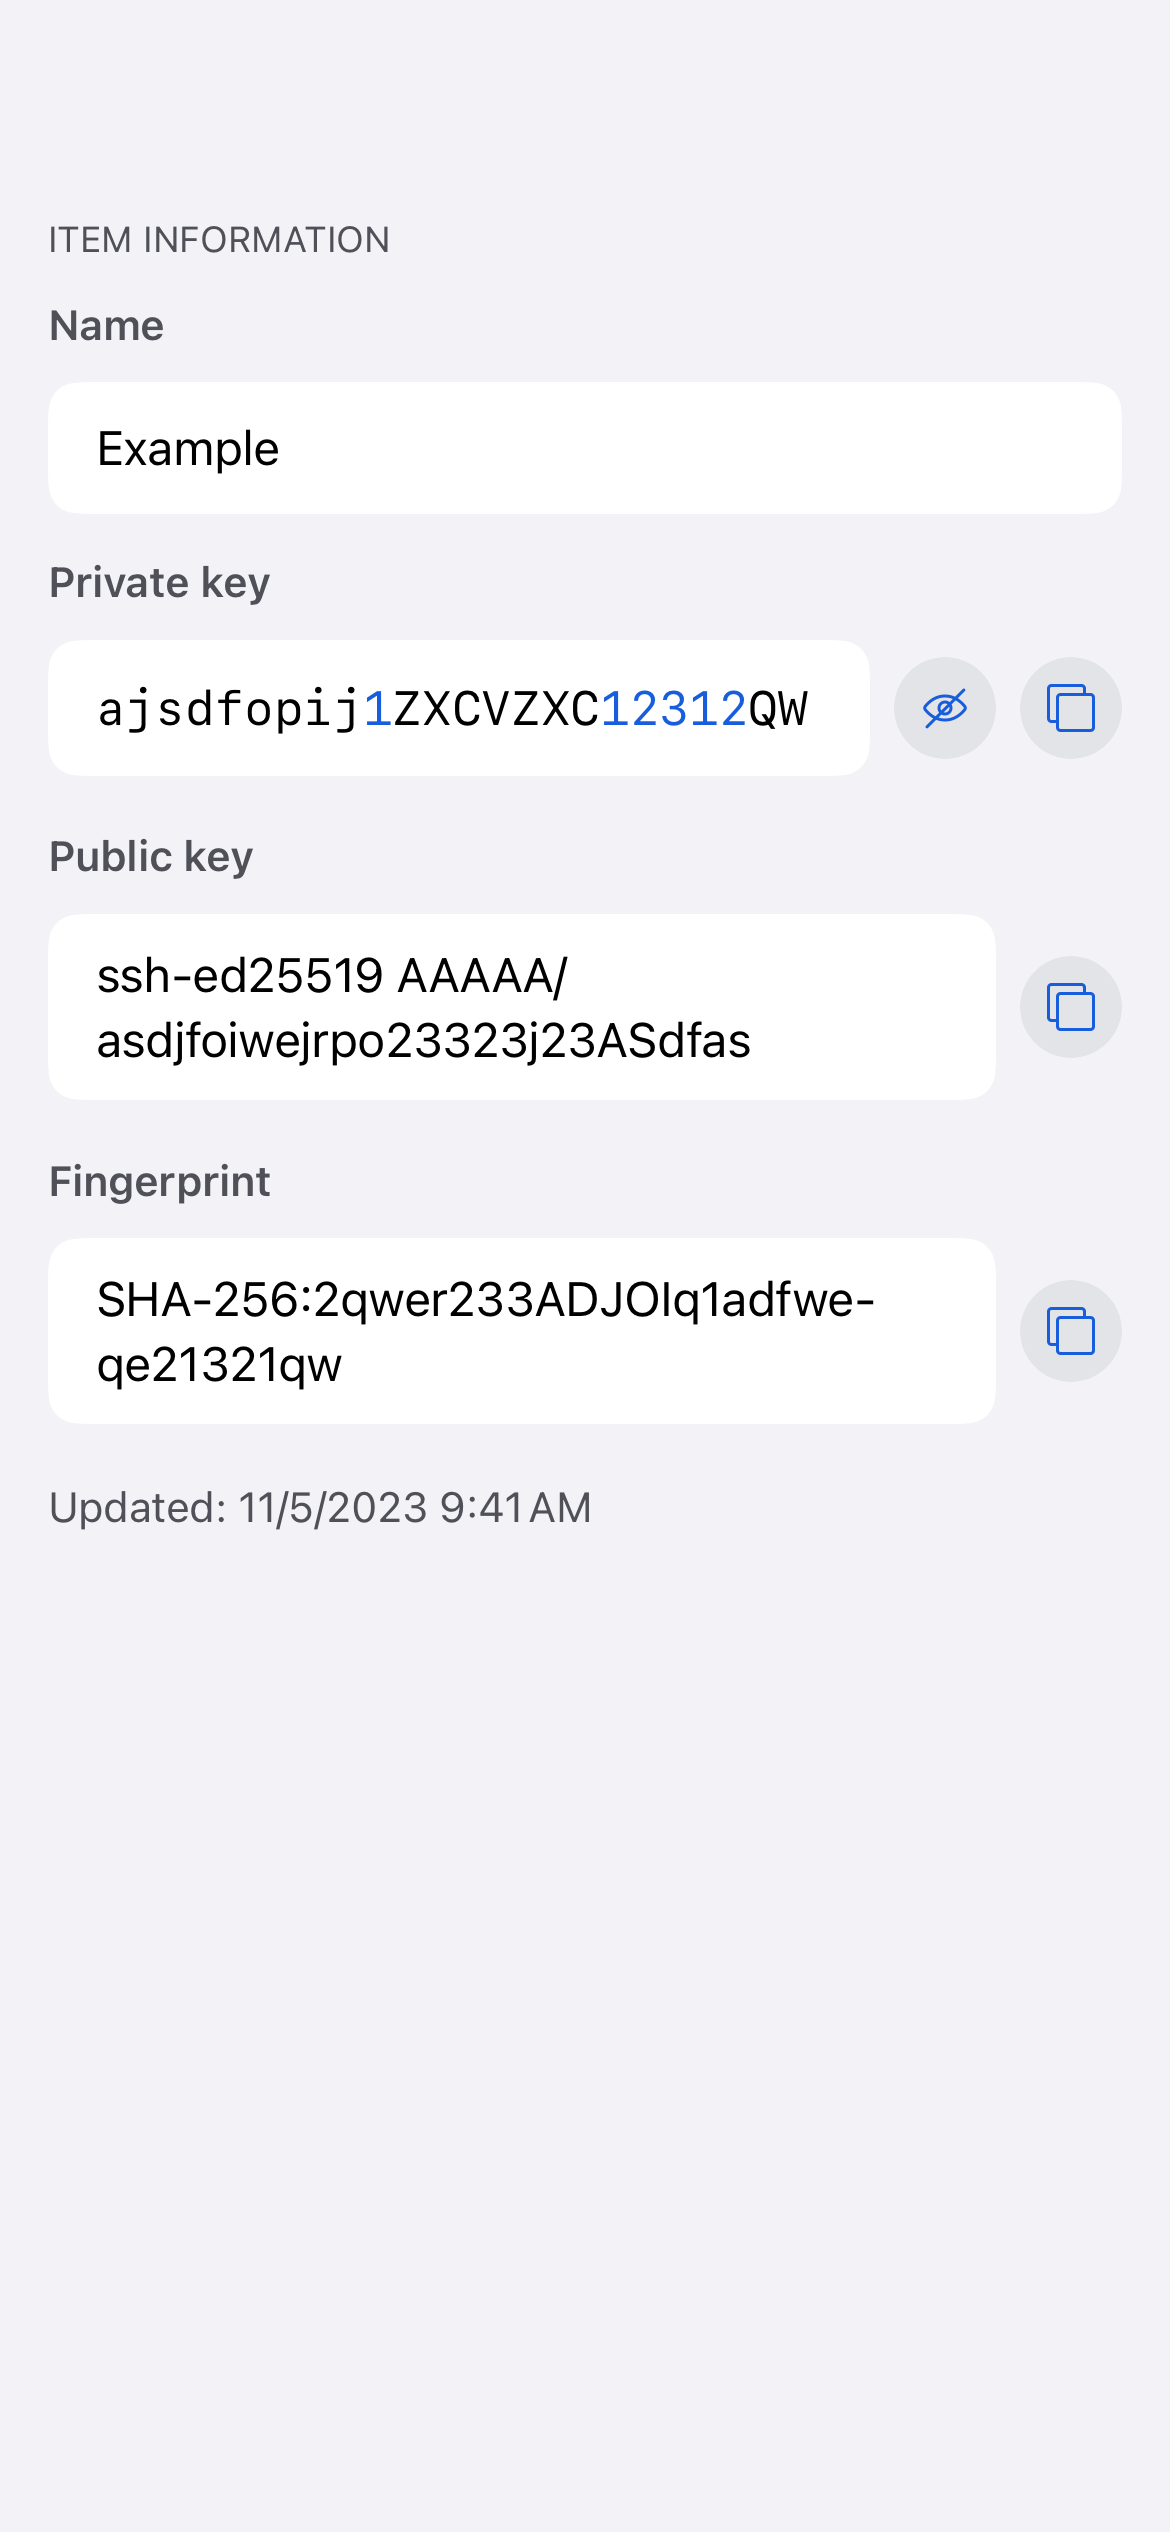 ITEM INFORMATION
Name
Example
Private key
ajsdfopij1ZXCVZXC12312QW
Public key
ssh-ed25519 AAAAA/
asdjfoiwejrpo23323j23ASdfas
Fingerprint
SHA-256:2qwer233ADJOIq1adfwe-
qe21321qw
Updated: 11/5/2023 9:41 AM